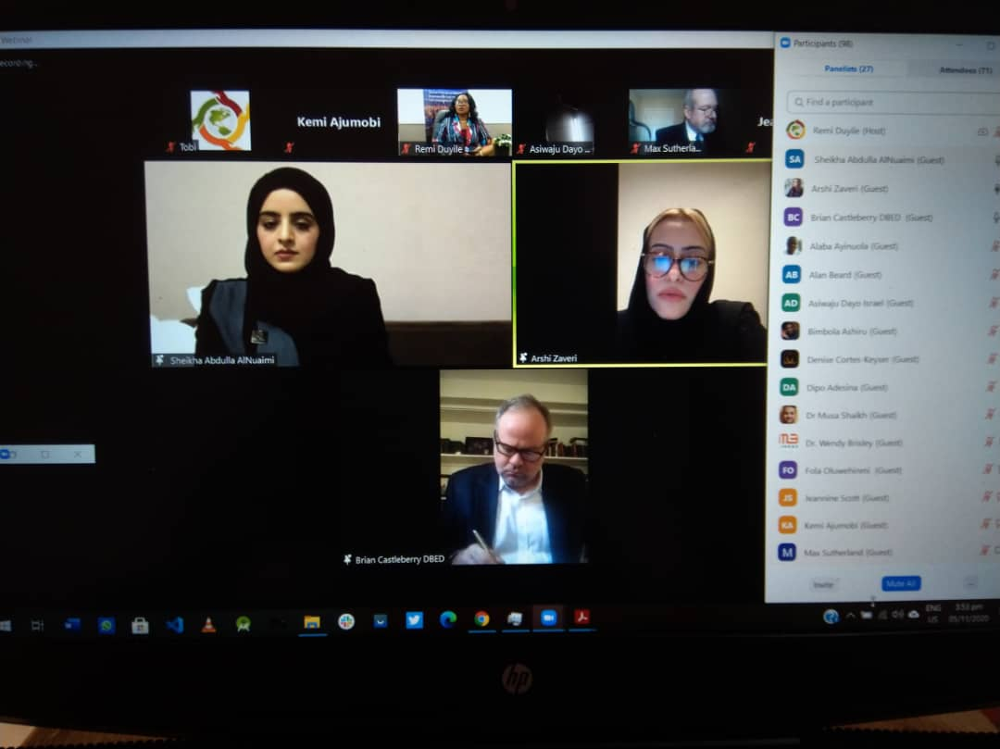 Webinar
Recording...
Tobi
Kemi Ajumobi
Remi Duyile
Asiwaju Dayo ...
Max Sutherla...
Jea
Sheikha Abdulla AlNuaimi
Arshi Zaveri
Brian Castleberry DBED
Participants (98)
Panelists (27)
Attendees (71)
Find a participant
Remi Duyile (Host)
SA Sheikha Abdulla AlNuaimi (Guest)
Arshi Zaveri (Guest)
BC Brian Castleberry DBED (Guest)
Alaba Ayinuola (Guest)
AB Alan Beard (Guest)
AD Asiwaju Dayo Israel (Guest)
Bimbola Ashiru (Guest)
Denise Cortes-Keyser (Guest)
DA Dipo Adesina (Guest)
Dr Musa Shaikh (Guest)
Dr. Wendy Brixley (Guest)
FO Fola Oluwehinmi (Guest)
JS Jeannine Scott (Guest)
KA Kemi Ajumobi (Guest)
M Max Sutherland (Guest)
Invite
Mute All
ENG
US
3:53 pm
05/11/2020
hp